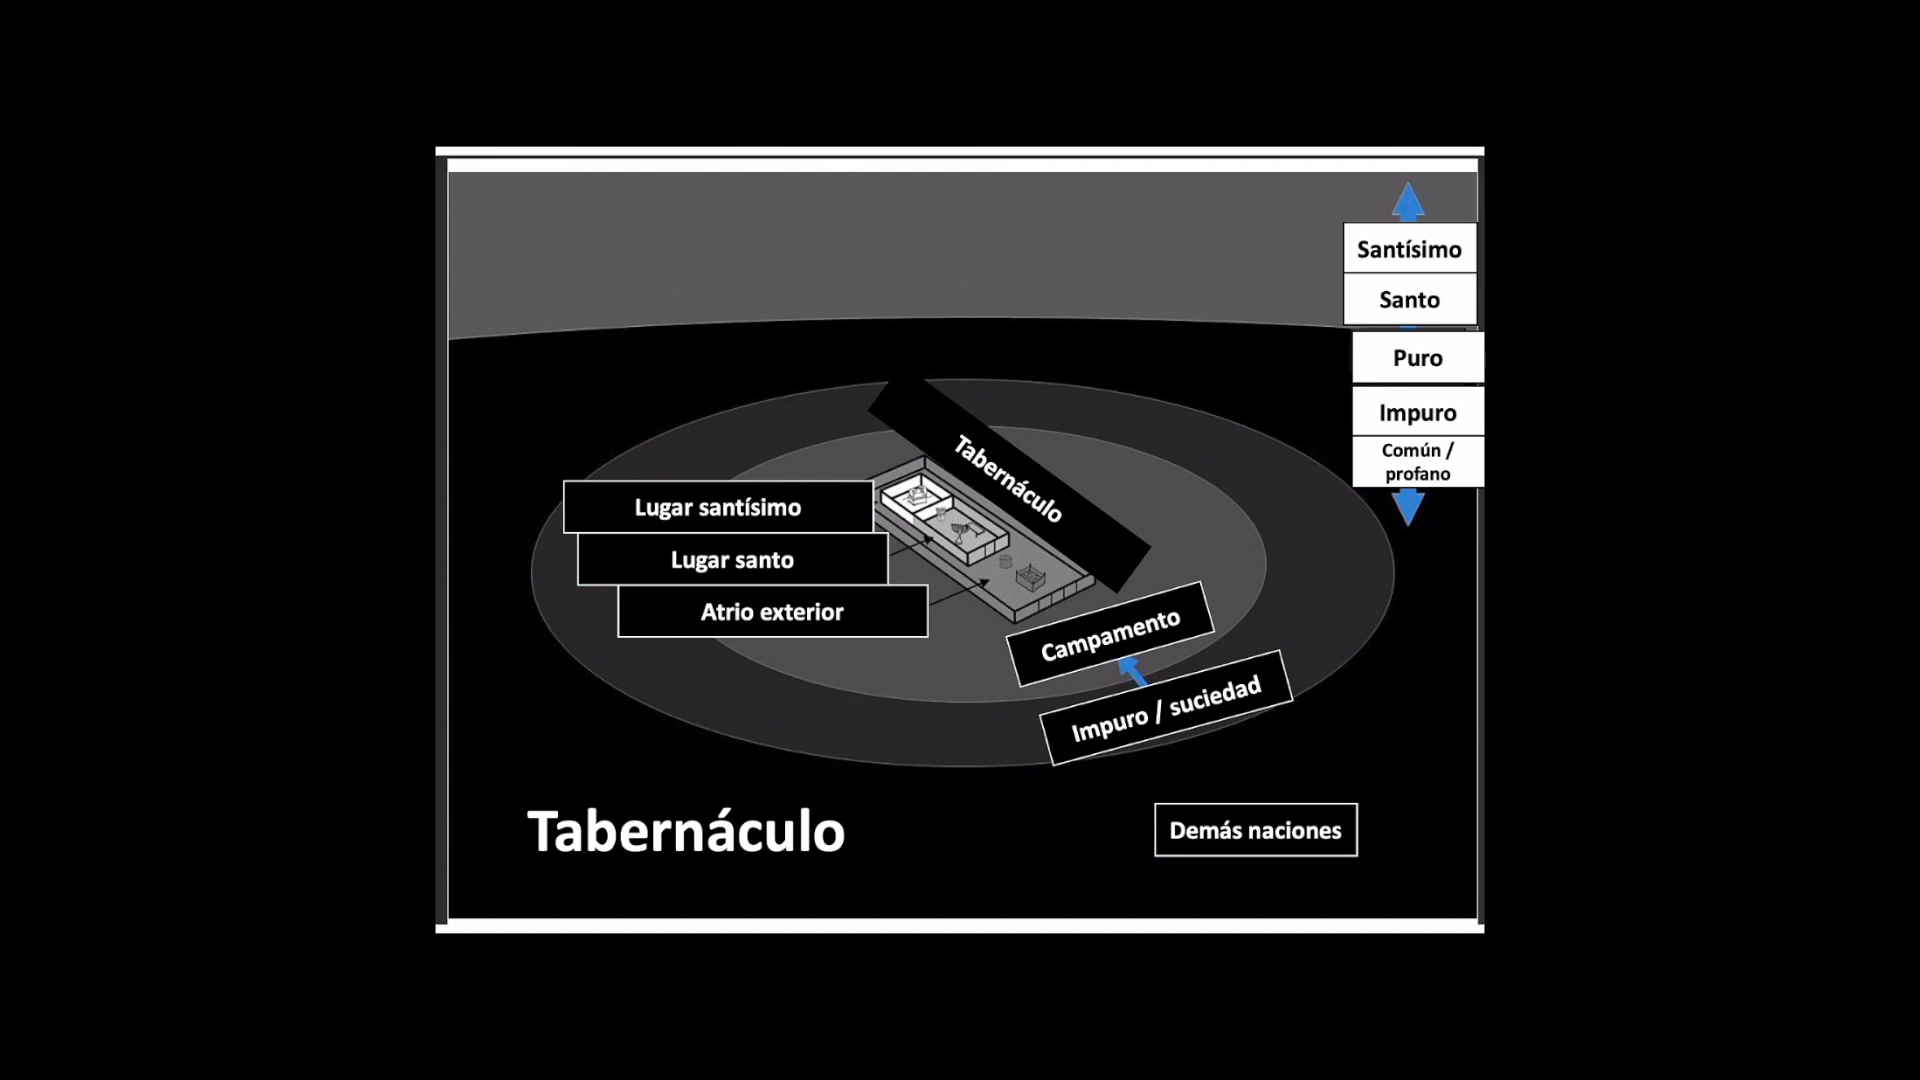 Santísimo
Santo
Puro
Impuro
Común /
profano
Tabernáculo
Lugar santísimo
Lugar santo
Atrio exterior
Campamento
Impuro / suciedad
Tabernáculo
Demás naciones